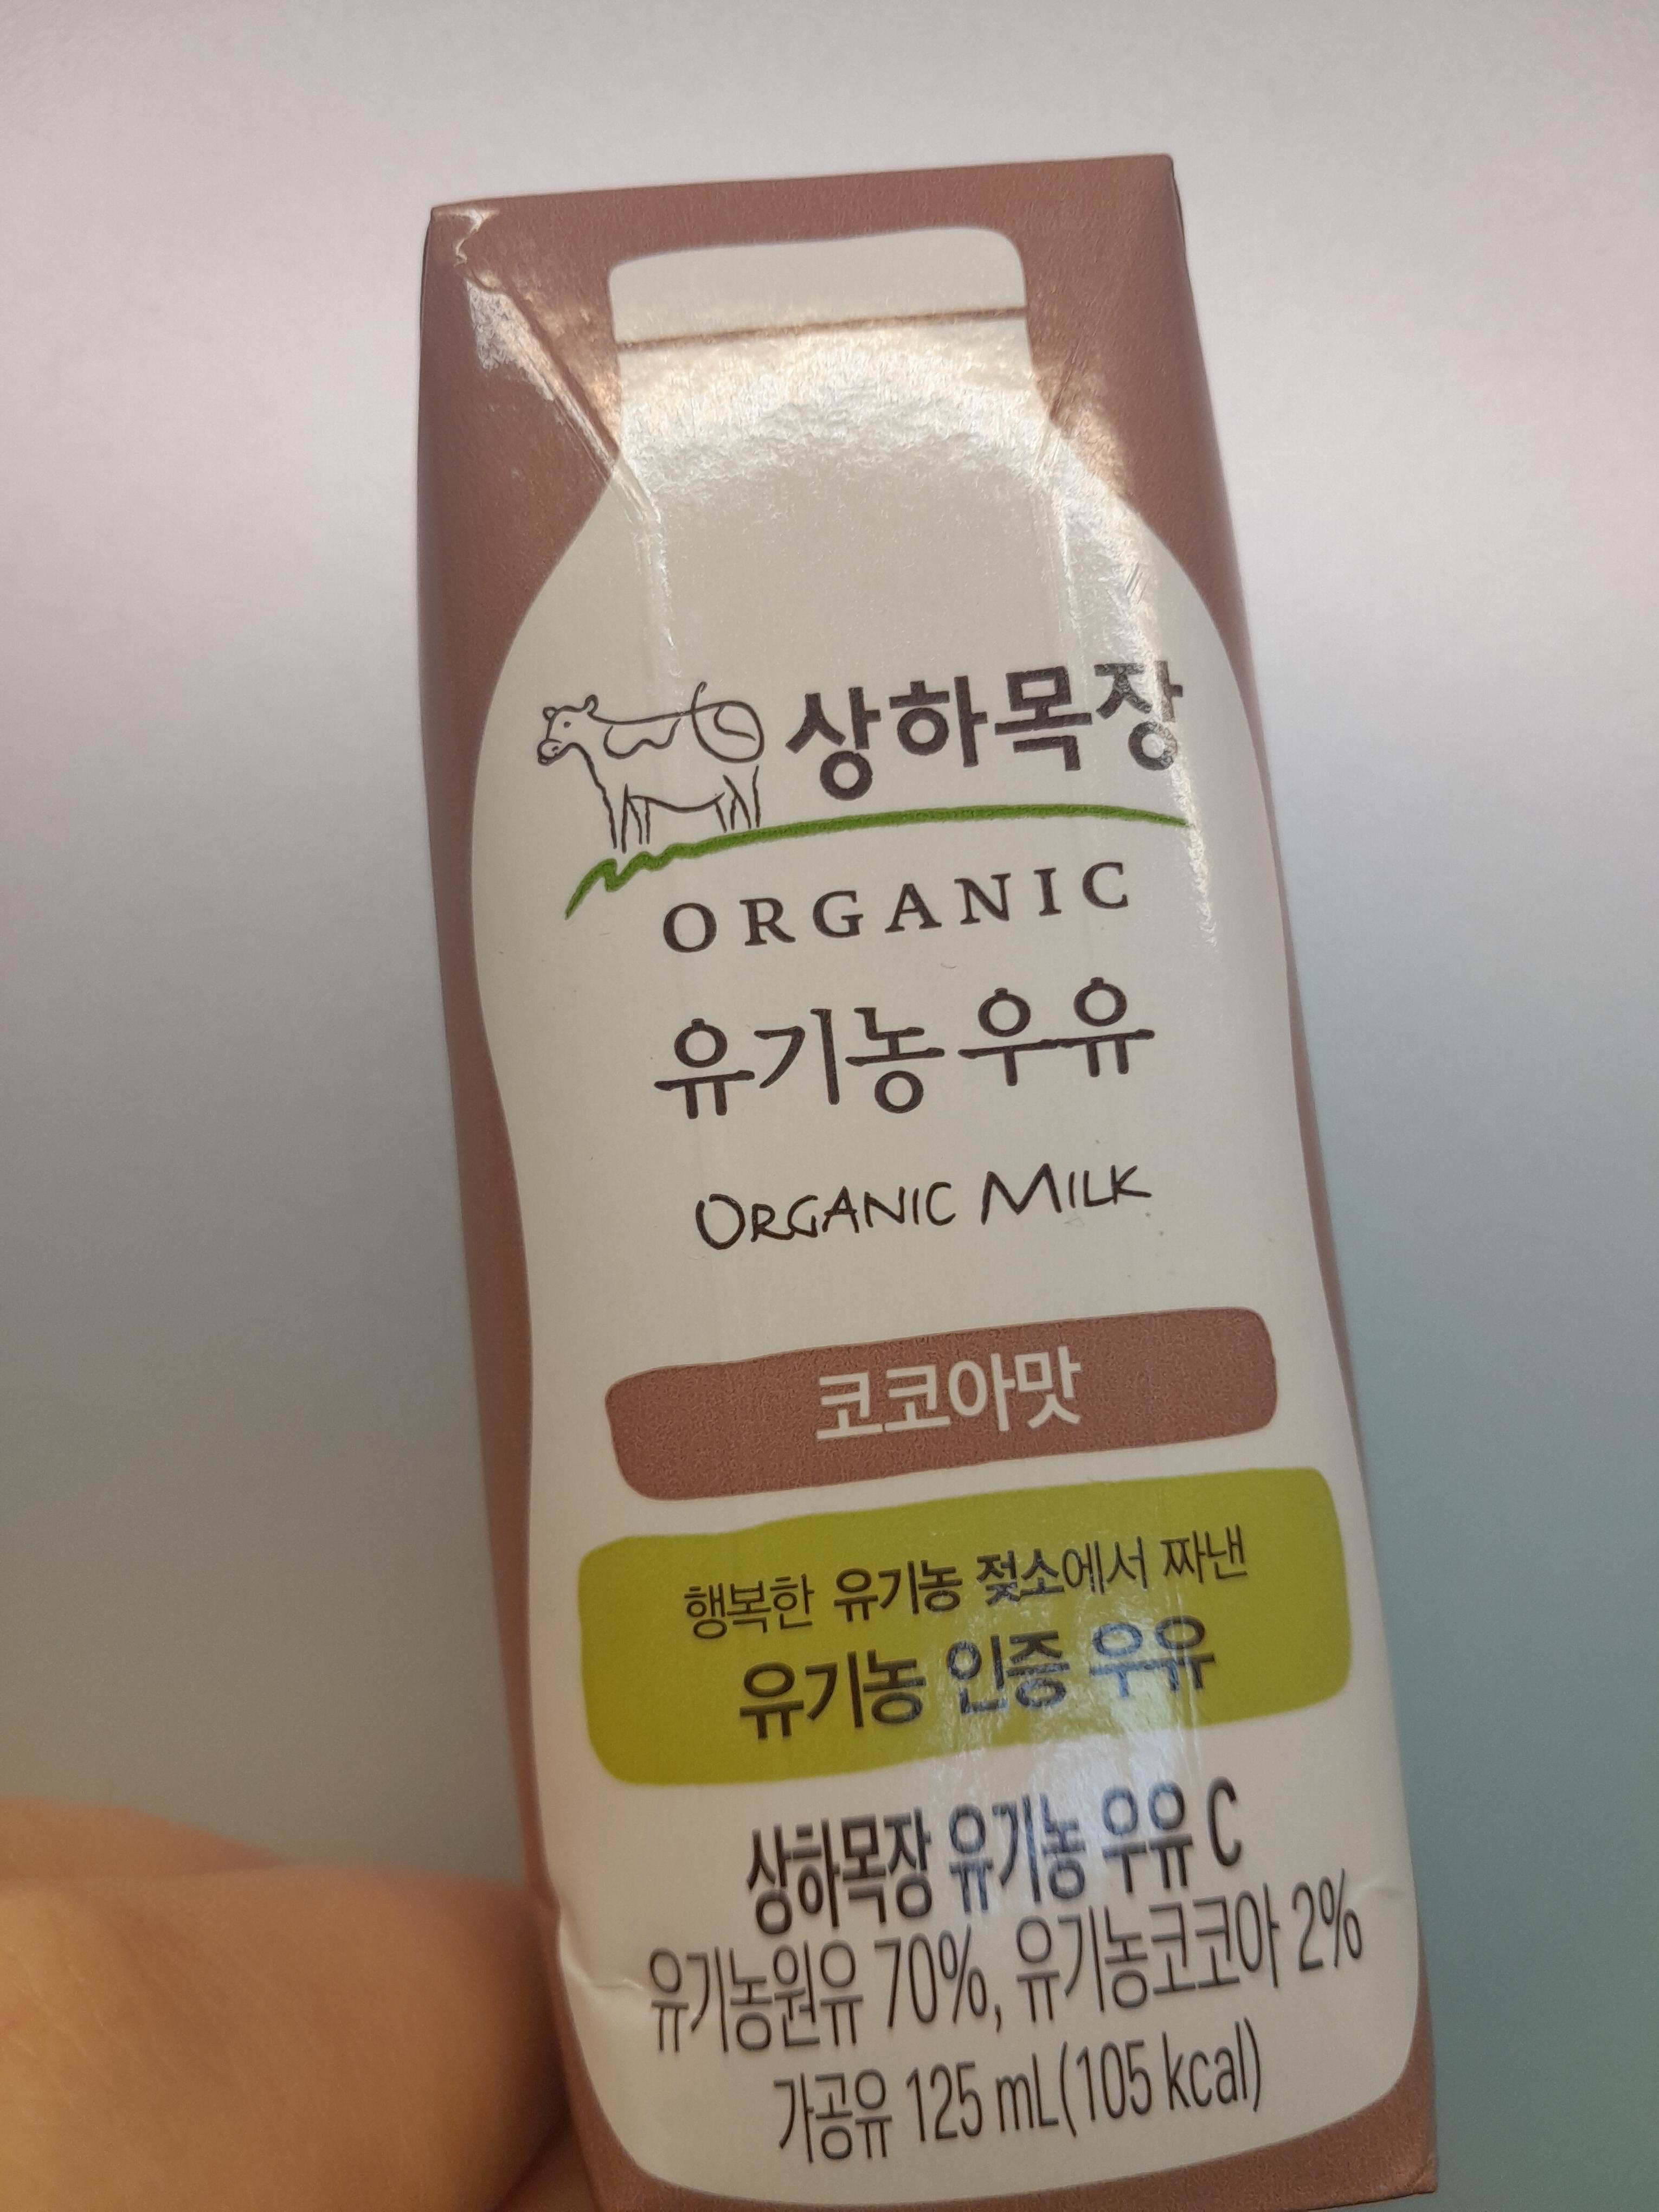 상하목장
ORGANIC
유기농우유
ORGANIC MILK
코코아맛
행복한 유기농 젖소에서 짜낸
유기농 인증 우유
상하목장 유기농 우유 C
유기농원유 70%, 유기농코코아 2%
가공유 125 mL(105 kcal)